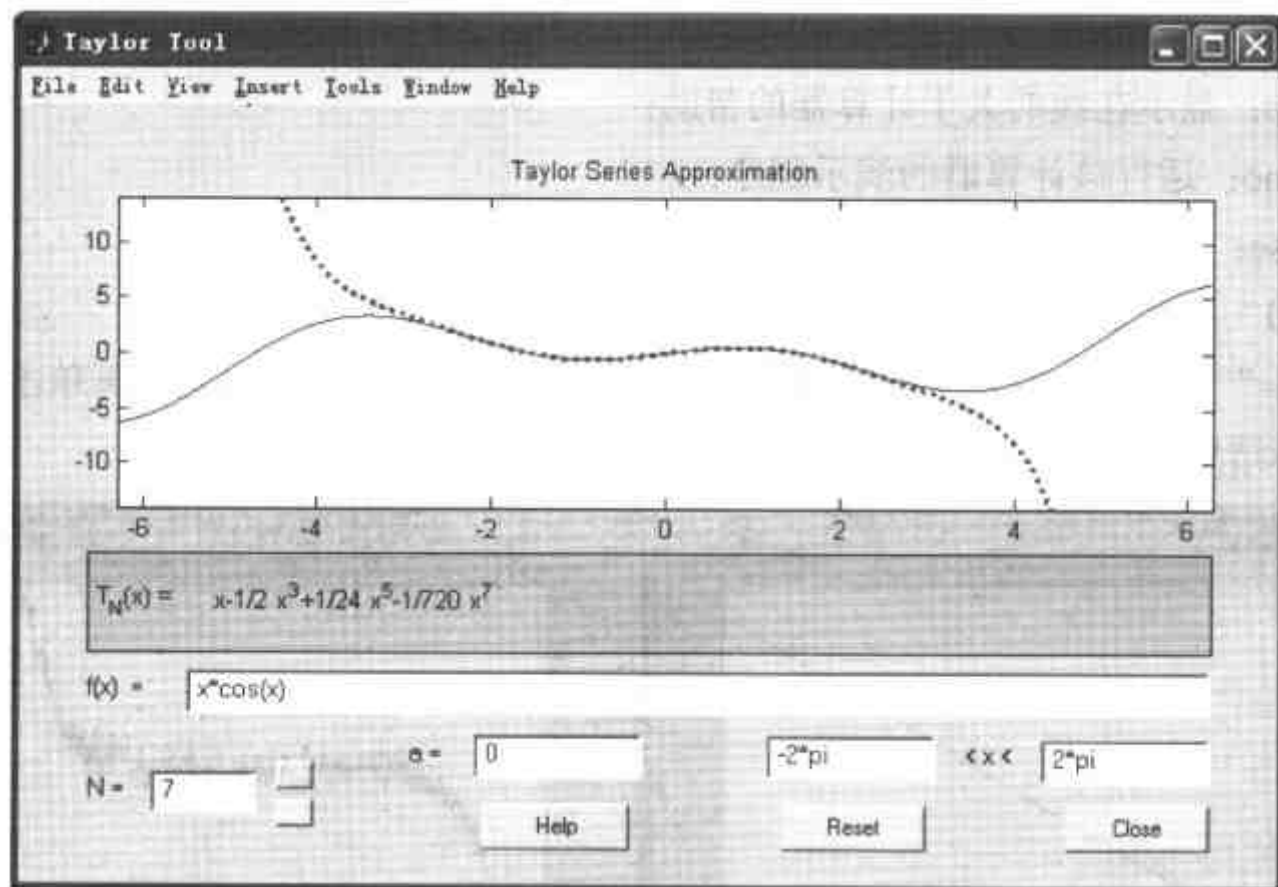 Taylor Tool
File Edit View Insert Tools Window Help
Taylor Series Approximation
10
5
0
-5
-10
-6 -4 -2 0 2 4 6
T_N(x) = x-1/2 x^3+1/24 x^5-1/720 x^7
f(x) = x*cos(x)
N = 7
a = 0
-2*pi < x < 2*pi
Help Reset Close